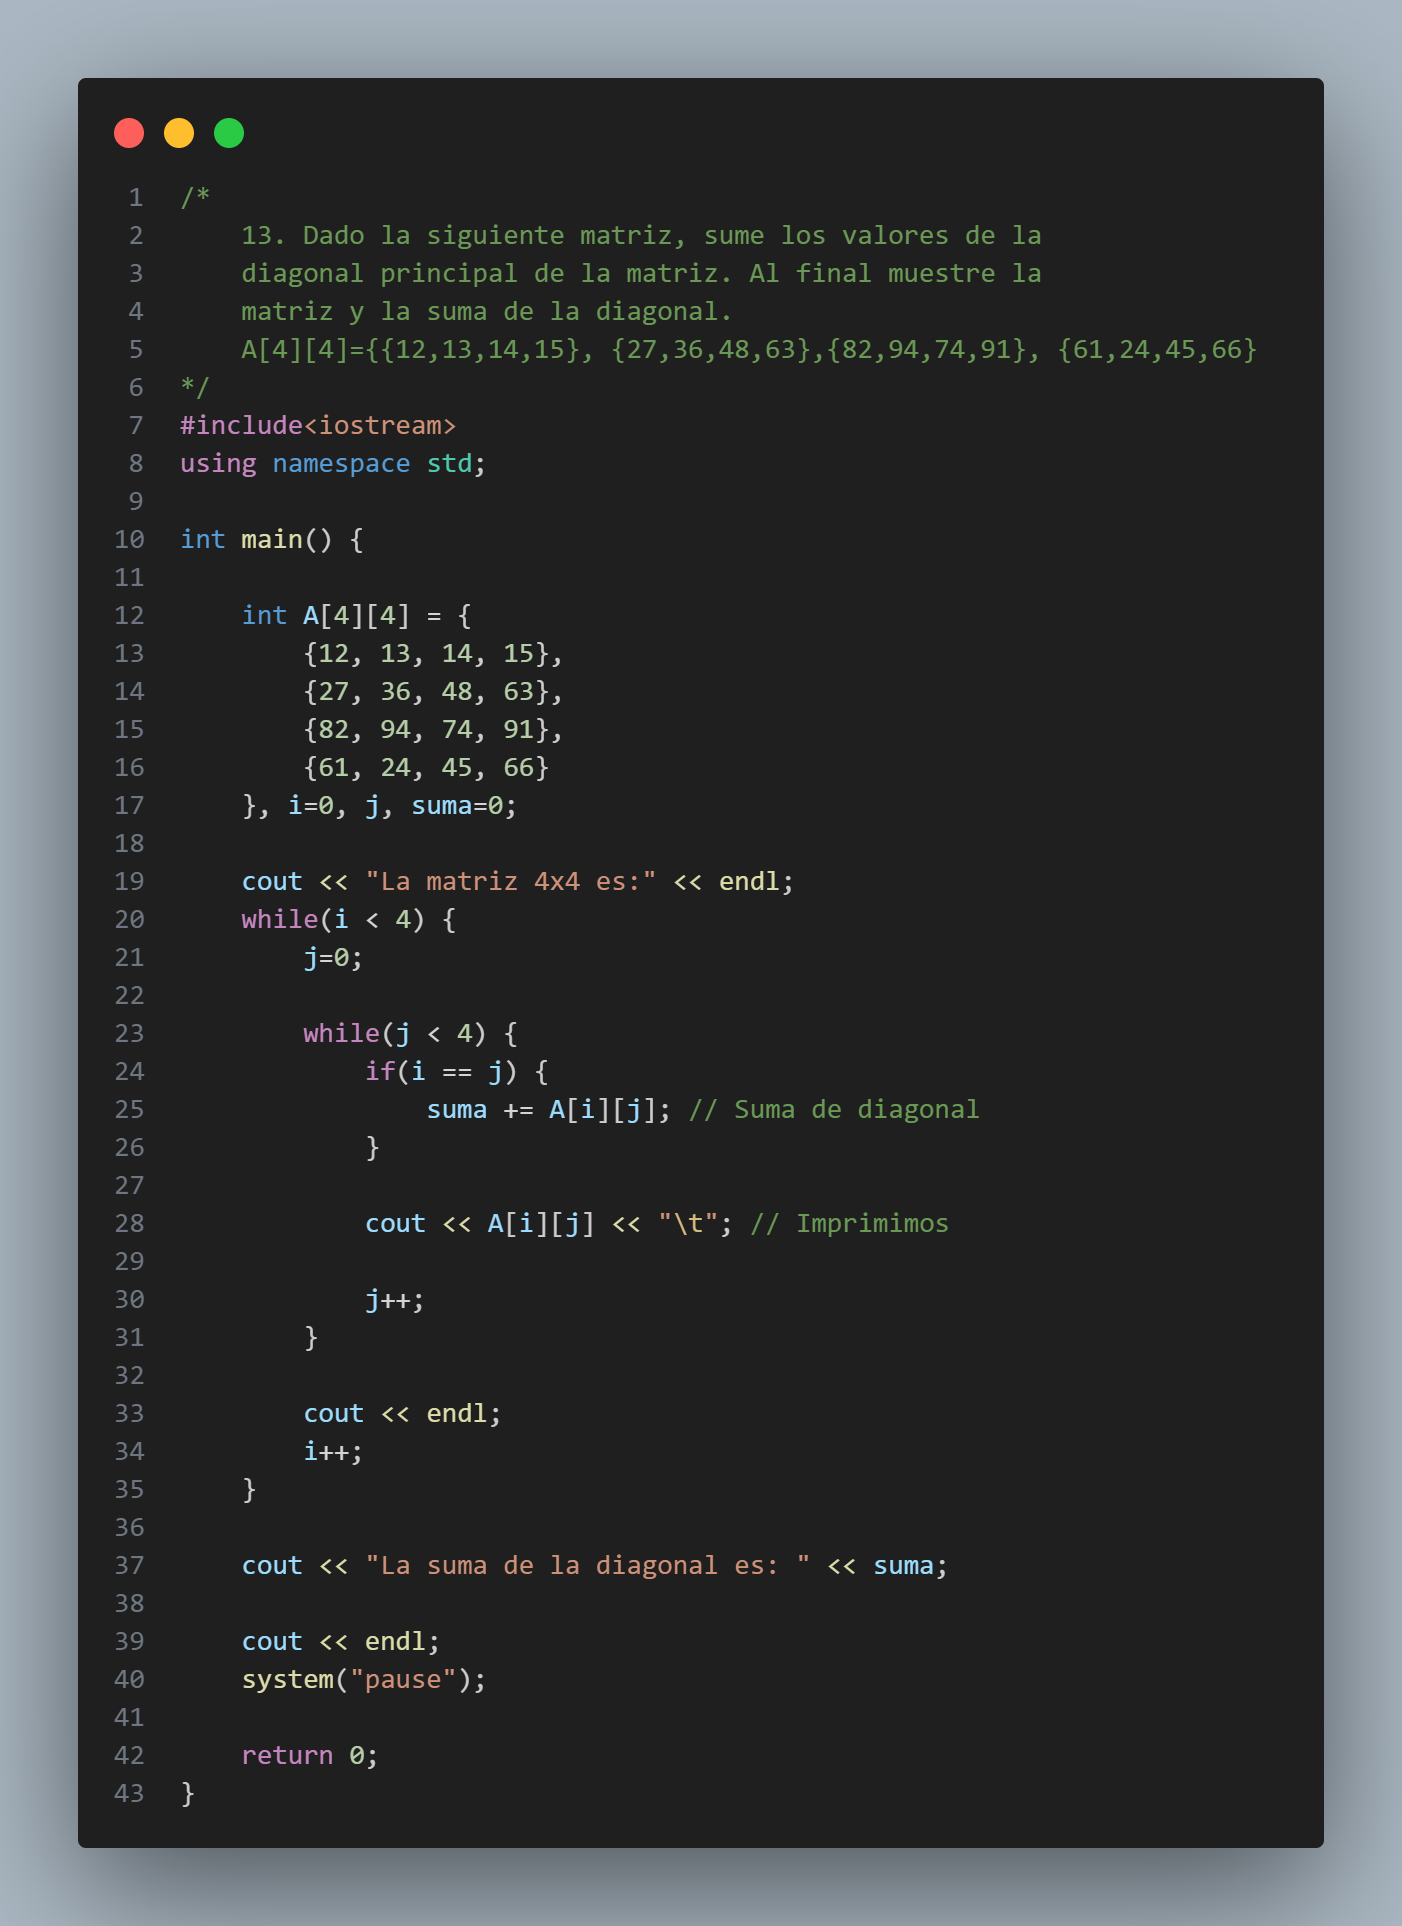 1 /*
2     13. Dado la siguiente matriz, sume los valores de la
3     diagonal principal de la matriz. Al final muestre la
4     matriz y la suma de la diagonal.
5     A[4][4]={{12,13,14,15}, {27,36,48,63},{82,94,74,91}, {61,24,45,66}
6 */
7 #include<iostream>
8 using namespace std;
9
10 int main() {
11
12     int A[4][4] = {
13         {12, 13, 14, 15},
14         {27, 36, 48, 63},
15         {82, 94, 74, 91},
16         {61, 24, 45, 66}
17     }, i=0, j, suma=0;
18
19     cout << "La matriz 4x4 es:" << endl;
20     while(i < 4) {
21         j=0;
22
23         while(j < 4) {
24             if(i == j) {
25                 suma += A[i][j]; // Suma de diagonal
26             }
27
28             cout << A[i][j] << "\t"; // Imprimimos
29
30             j++;
31         }
32
33         cout << endl;
34         i++;
35     }
36
37     cout << "La suma de la diagonal es: " << suma;
38
39     cout << endl;
40     system("pause");
41
42     return 0;
43 }